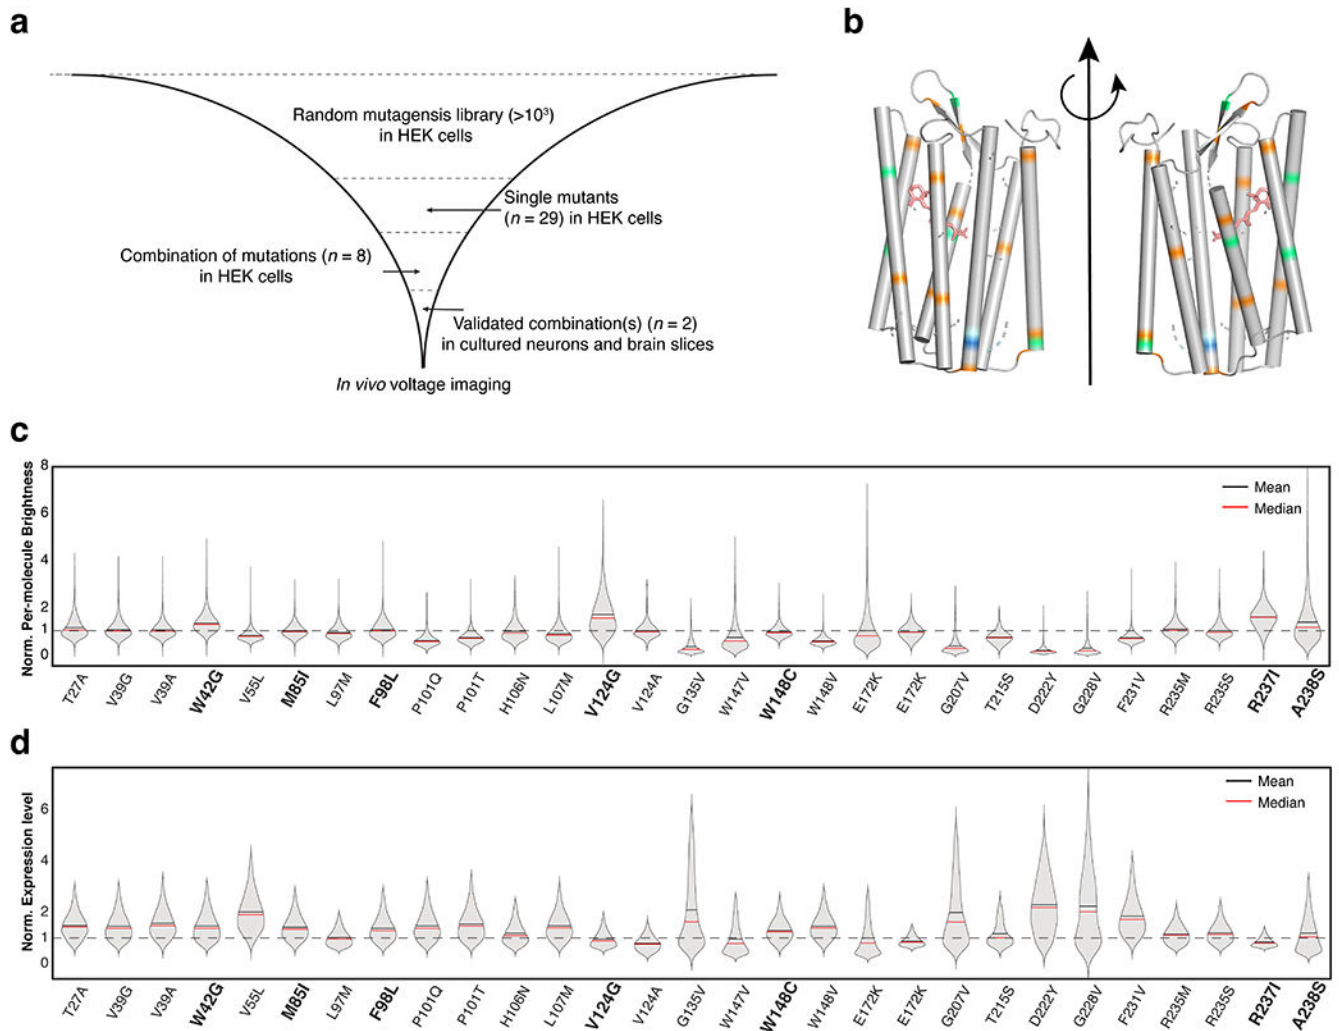 a
b
Random mutagensis library (>10³)
in HEK cells
Single mutants
(n = 29) in HEK cells
Combination of mutations (n = 8)
in HEK cells
Validated combination(s) (n = 2)
in cultured neurons and brain slices
In vivo voltage imaging
c
Norm. Per-molecule Brightness
8
6
4
2
1
0
Mean
Median
T27A V39G V39A W42G V55L M85I L97M F98L P101Q P101T H106N L107M V124G V124A G135V W147V W148C W148V E172K E172K G207V T215S D222Y G228V F231V R235M R235S R237I A238S
d
Norm. Expression level
6
4
2
1
0
Mean
Median
T27A V39G V39A W42G V55L M85I L97M F98L P101Q P101T H106N L107M V124G V124A G135V W147V W148C W148V E172K E172K G207V T215S D222Y G228V F231V R235M R235S R237I A238S